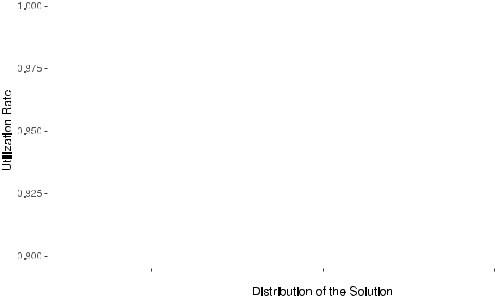 1.000
0.975
0.950
0.925
0.900
Utilization Rate
Distribution of the Solution